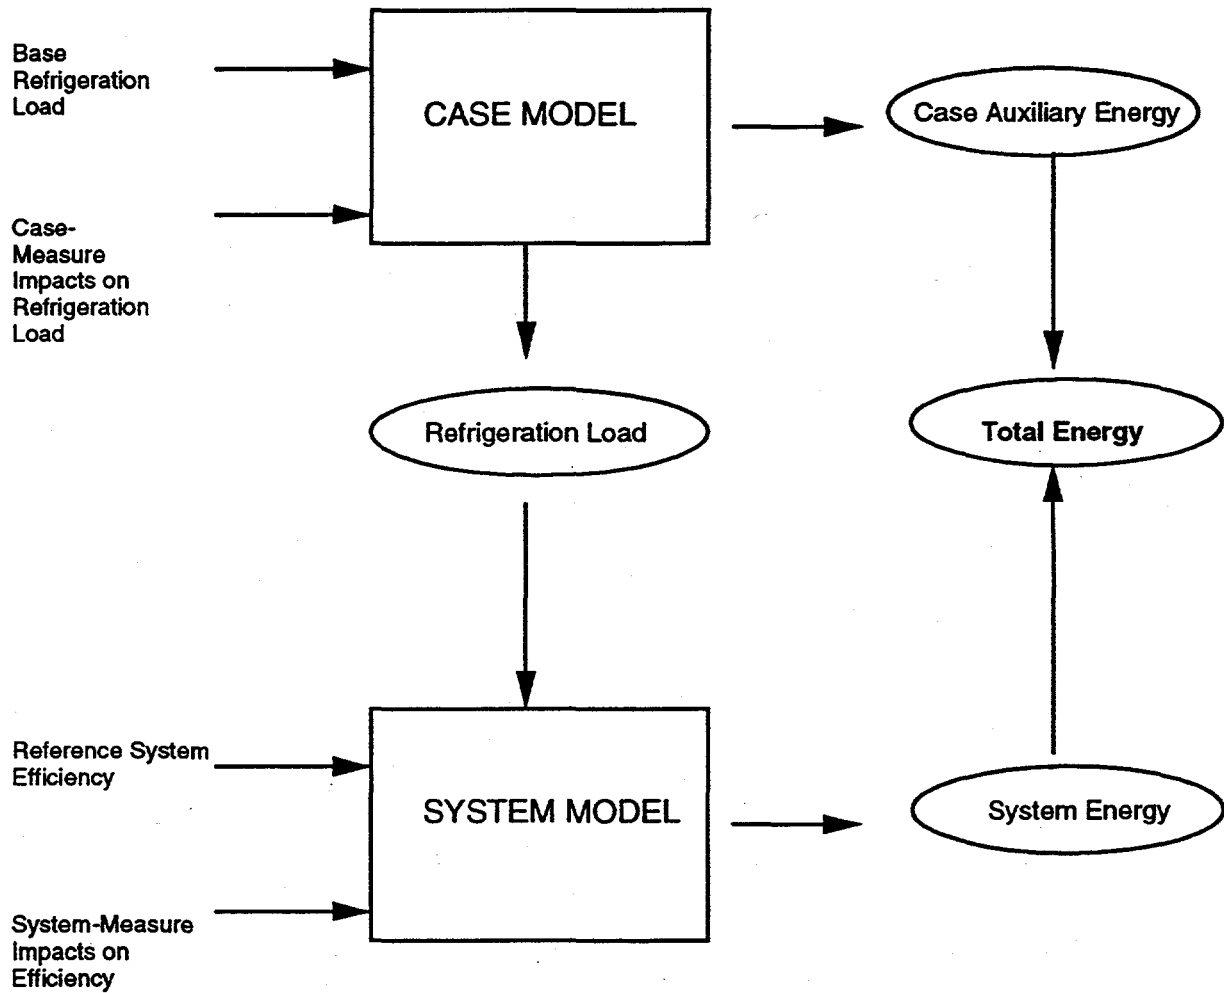 Base
Refrigeration
Load
CASE MODEL
Case Auxiliary Energy
Case-
Measure
Impacts on
Refrigeration
Load
Refrigeration Load
Total Energy
Reference System
Efficiency
SYSTEM MODEL
System Energy
System-Measure
Impacts on
Efficiency